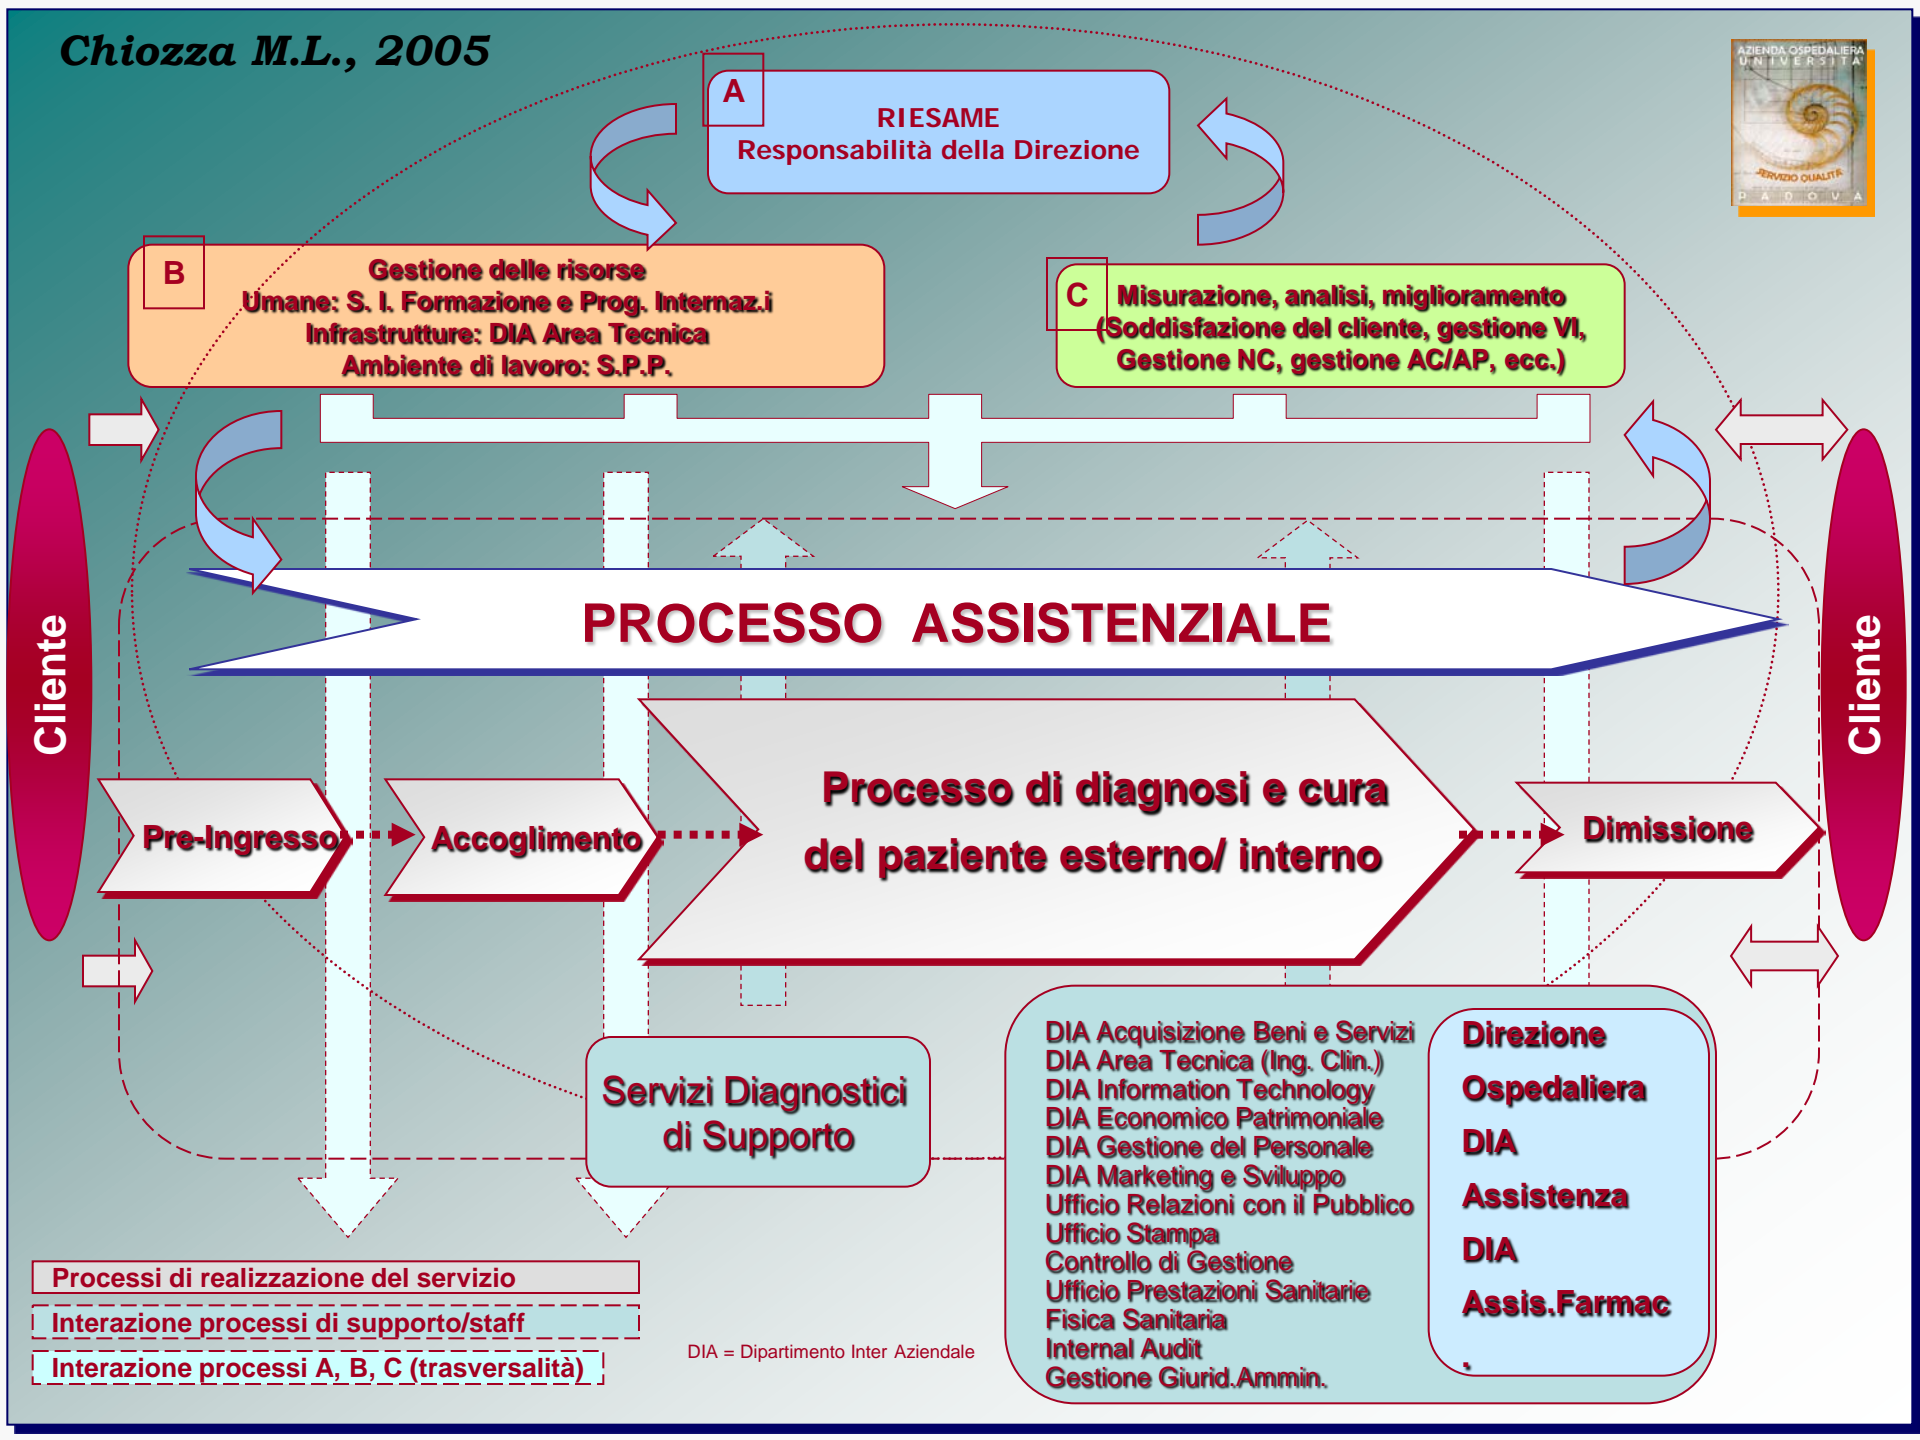 Chiozza M.L., 2005
AZIENDA OSPEDALIERA
UNIVERSITA'
SERVIZIO QUALITA'
PADOVA
A
RIESAME
Responsabilità della Direzione
B
Gestione delle risorse
Umane: S. I. Formazione e Prog. Internaz.i
Infrastrutture: DIA Area Tecnica
Ambiente di lavoro: S.P.P.
C
Misurazione, analisi, miglioramento
(Soddisfazione del cliente, gestione VI,
Gestione NC, gestione AC/AP, ecc.)
Cliente
PROCESSO ASSISTENZIALE
Cliente
Pre-Ingresso
Accoglimento
Processo di diagnosi e cura
del paziente esterno/ interno
Dimissione
Servizi Diagnostici
di Supporto
DIA Acquisizione Beni e Servizi
DIA Area Tecnica (Ing. Clin.)
DIA Information Technology
DIA Economico Patrimoniale
DIA Gestione del Personale
DIA Marketing e Sviluppo
Ufficio Relazioni con il Pubblico
Ufficio Stampa
Controllo di Gestione
Ufficio Prestazioni Sanitarie
Fisica Sanitaria
Internal Audit
Gestione Giurid.Ammin.
Direzione
Ospedaliera
DIA
Assistenza
DIA
Assis.Farmac
.
Processi di realizzazione del servizio
Interazione processi di supporto/staff
Interazione processi A, B, C (trasversalità)
DIA = Dipartimento Inter Aziendale